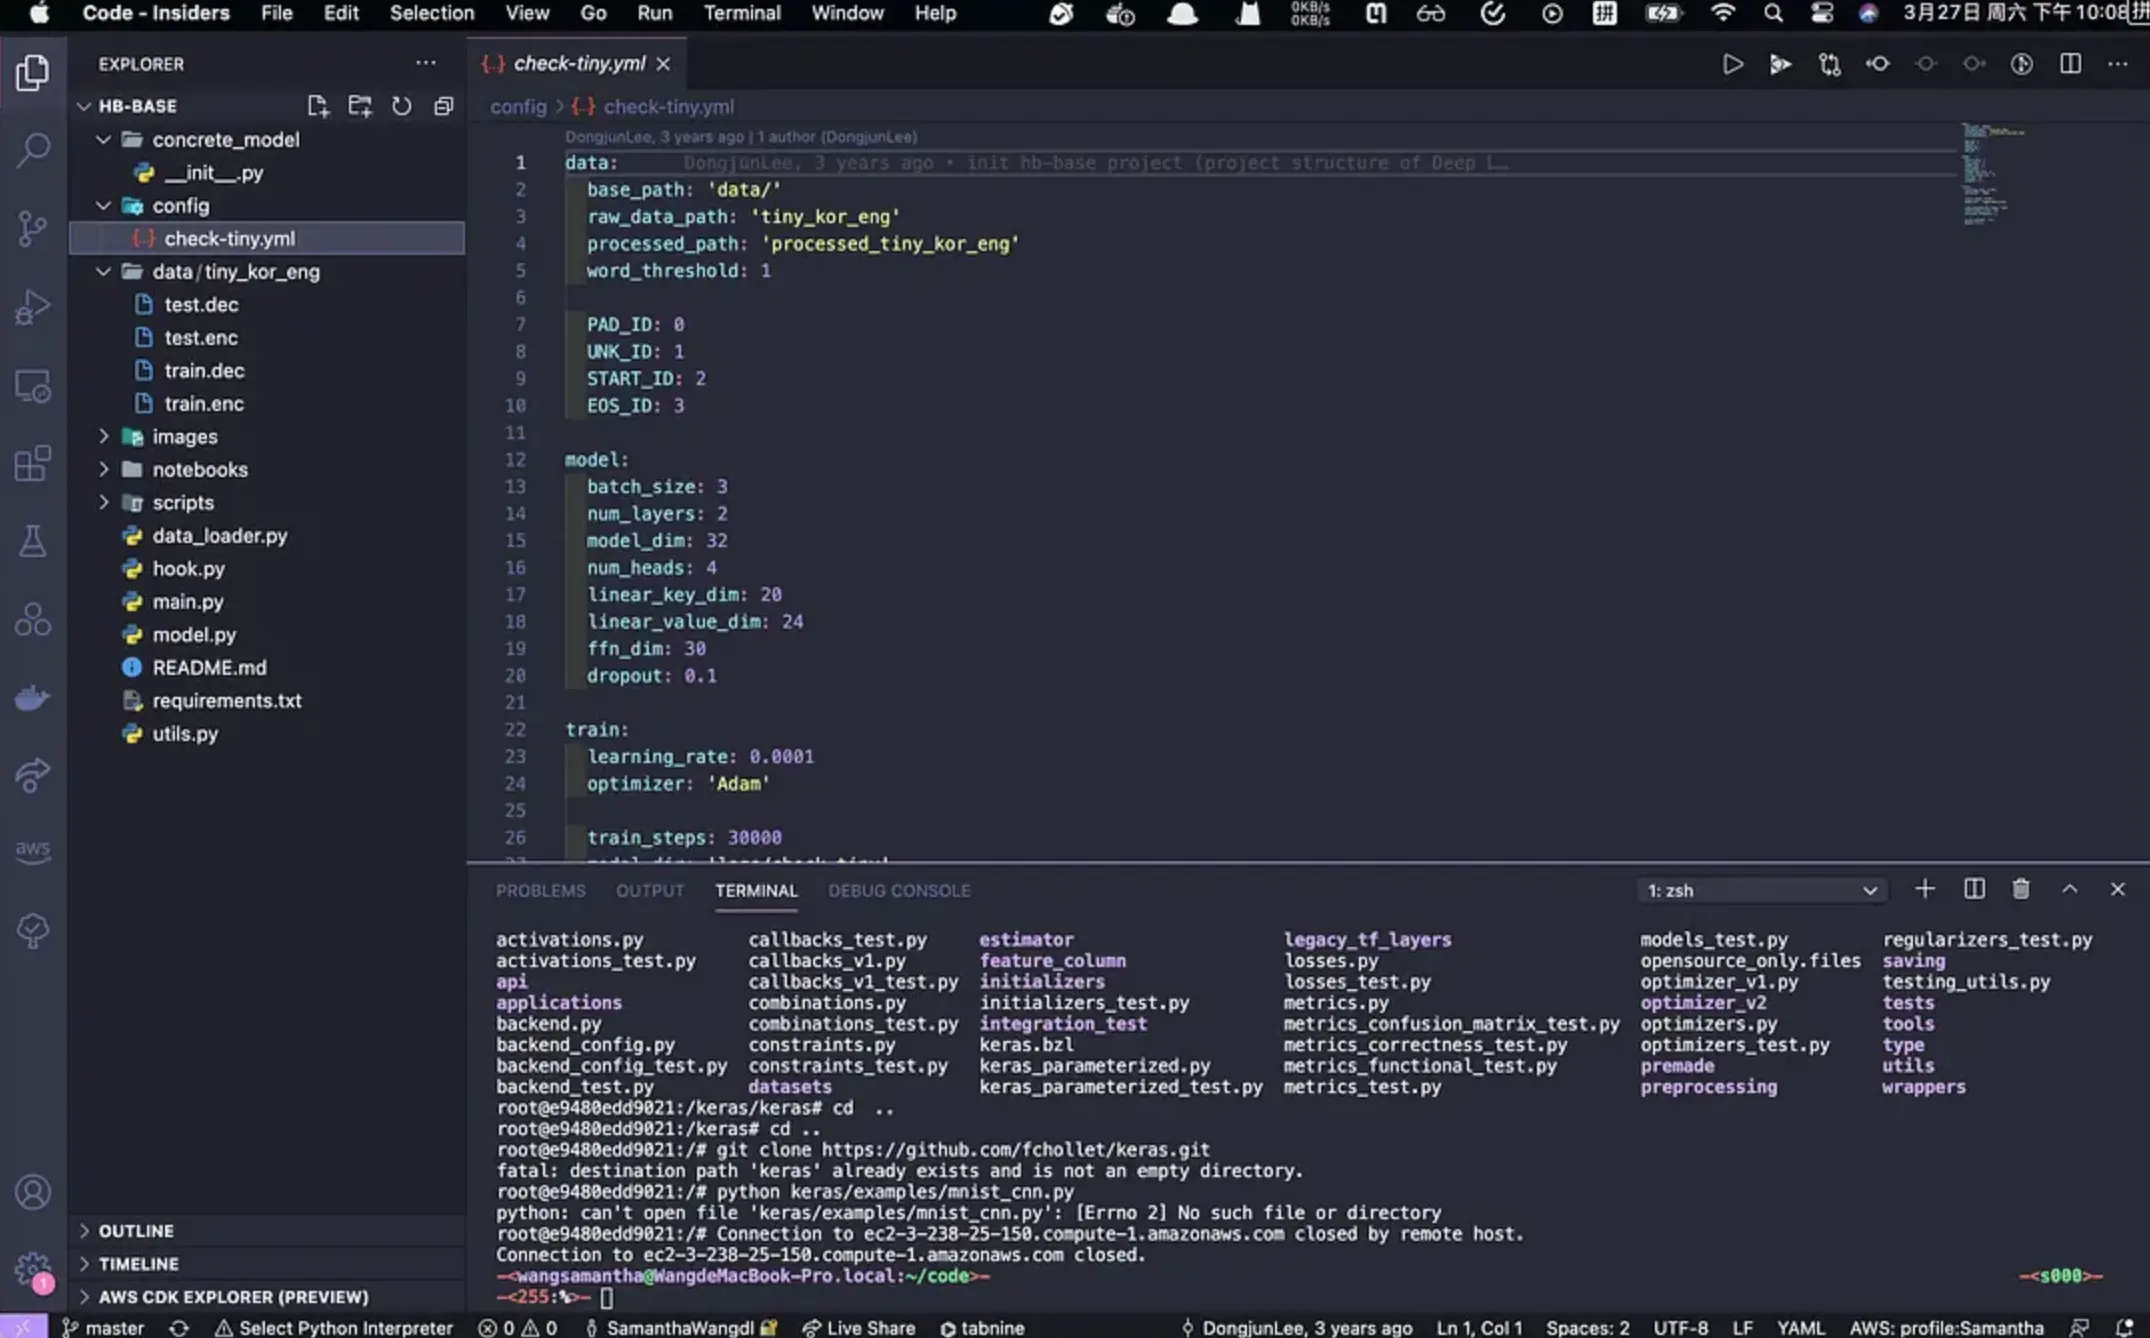 Code - Insiders File Edit Selection View Go Run Terminal Window Help 0KB/s 0KB/s 拼 3月27日 周六 下午 10:08 拼
EXPLORER
HB-BASE
concrete_model
__init__.py
config
check-tiny.yml
data/tiny_kor_eng
test.dec
test.enc
train.dec
train.enc
images
notebooks
scripts
data_loader.py
hook.py
main.py
model.py
README.md
requirements.txt
utils.py
OUTLINE
TIMELINE
AWS CDK EXPLORER (PREVIEW)
aws
1
{..} check-tiny.yml
config > {..} check-tiny.yml
DongjunLee, 3 years ago | 1 author (DongjunLee)
1 data: DongjunLee, 3 years ago • init hb-base project (project structure of Deep L…
2 base_path: 'data/'
3 raw_data_path: 'tiny_kor_eng'
4 processed_path: 'processed_tiny_kor_eng'
5 word_threshold: 1
6
7 PAD_ID: 0
8 UNK_ID: 1
9 START_ID: 2
10 EOS_ID: 3
11
12 model:
13 batch_size: 3
14 num_layers: 2
15 model_dim: 32
16 num_heads: 4
17 linear_key_dim: 20
18 linear_value_dim: 24
19 ffn_dim: 30
20 dropout: 0.1
21
22 train:
23 learning_rate: 0.0001
24 optimizer: 'Adam'
25
26 train_steps: 30000
PROBLEMS OUTPUT TERMINAL DEBUG CONSOLE 1: zsh
activations.py callbacks_test.py estimator legacy_tf_layers models_test.py regularizers_test.py
activations_test.py callbacks_v1.py feature_column losses.py opensource_only.files saving
api callbacks_v1_test.py initializers losses_test.py optimizer_v1.py testing_utils.py
applications combinations.py initializers_test.py metrics.py optimizer_v2 tests
backend.py combinations_test.py integration_test metrics_confusion_matrix_test.py optimizers.py tools
backend_config.py constraints.py keras.bzl metrics_correctness_test.py optimizers_test.py type
backend_config_test.py constraints_test.py keras_parameterized.py metrics_functional_test.py premade utils
backend_test.py datasets keras_parameterized_test.py metrics_test.py preprocessing wrappers
root@e9480edd9021:/keras/keras# cd ..
root@e9480edd9021:/keras# cd ..
root@e9480edd9021:/# git clone https://github.com/fchollet/keras.git
fatal: destination path 'keras' already exists and is not an empty directory.
root@e9480edd9021:/# python keras/examples/mnist_cnn.py
python: can't open file 'keras/examples/mnist_cnn.py': [Errno 2] No such file or directory
root@e9480edd9021:/# Connection to ec2-3-238-25-150.compute-1.amazonaws.com closed by remote host.
Connection to ec2-3-238-25-150.compute-1.amazonaws.com closed.
-<wangsamantha@WangdeMacBook-Pro.local:~/code>- -<s000>-
-<255:%>-
master Select Python Interpreter 0 0 SamanthaWangdl Live Share tabnine DongjunLee, 3 years ago Ln 1, Col 1 Spaces: 2 UTF-8 LF YAML AWS: profile:Samantha